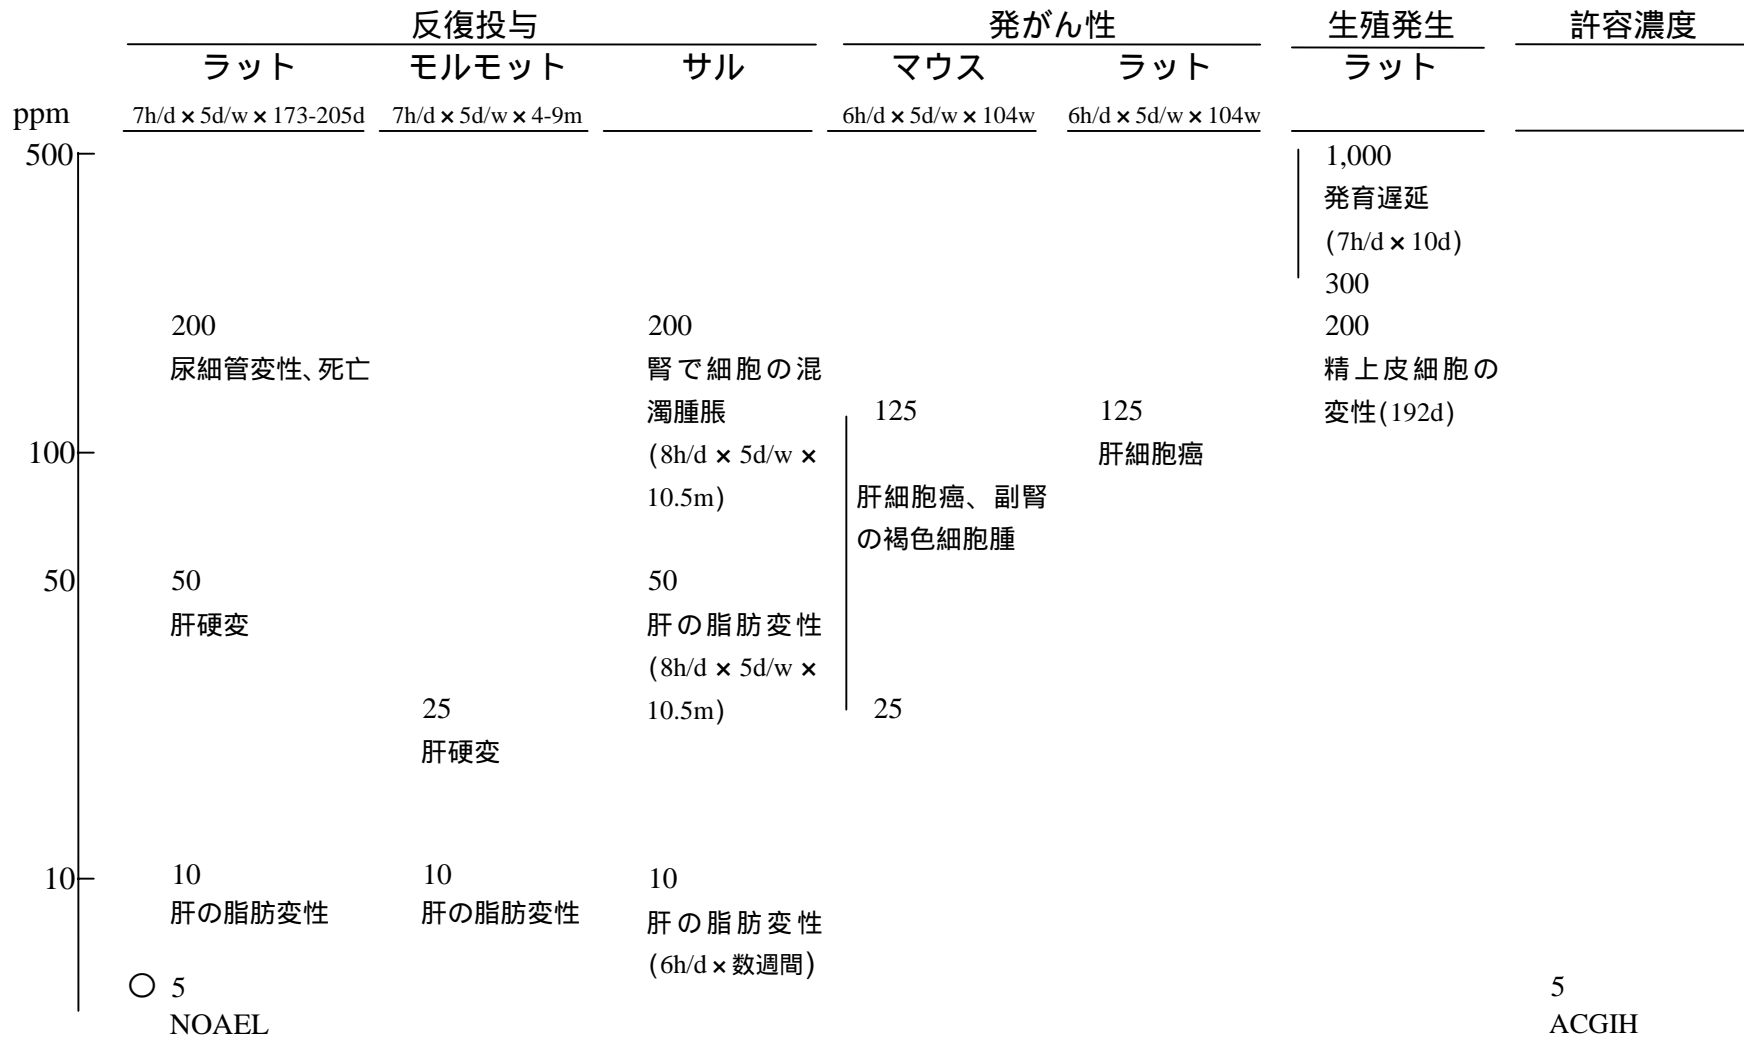 反復投与 発がん性 生殖発生 許容濃度
ラット モルモット サル マウス ラット ラット
ppm 7h/d×5d/w×173-205d 7h/d×5d/w×4-9m 6h/d×5d/w×104w 6h/d×5d/w×104w
500 1,000
発育遅延
(7h/d×10d)
300
200 200 200
尿細管変性、死亡 腎で細胞の混 精上皮細胞の
濁腫脹 125 125 変性(192d)
100 (8h/d×5d/w× 肝細胞癌
10.5m) 肝細胞癌、副腎
の褐色細胞腫
50 50 50
肝硬変 肝の脂肪変性
(8h/d×5d/w×
25 10.5m) 25
肝硬変
10 10 10 10
肝の脂肪変性 肝の脂肪変性 肝の脂肪変性
(6h/d×数週間)
○ 5 5
NOAEL ACGIH